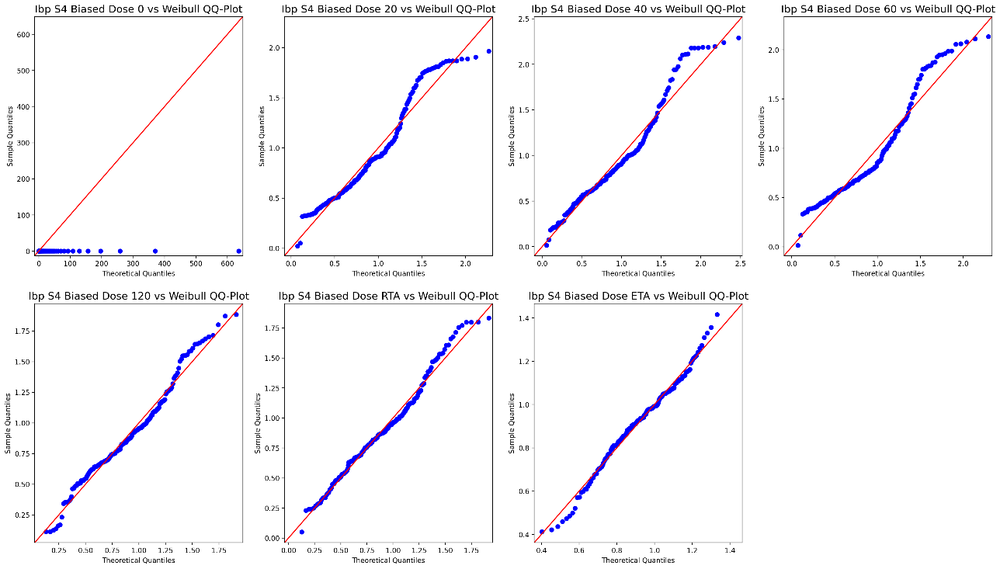 Ibp S4 Biased Dose 0 vs Weibull QQ-Plot
Sample Quantiles
600
500
400
300
200
100
0
0 100 200 300 400 500 600
Theoretical Quantiles
Ibp S4 Biased Dose 20 vs Weibull QQ-Plot
Sample Quantiles
2.0
1.5
1.0
0.5
0.0
0.0 0.5 1.0 1.5 2.0
Theoretical Quantiles
Ibp S4 Biased Dose 40 vs Weibull QQ-Plot
Sample Quantiles
2.5
2.0
1.5
1.0
0.5
0.0
0.0 0.5 1.0 1.5 2.0 2.5
Theoretical Quantiles
Ibp S4 Biased Dose 60 vs Weibull QQ-Plot
Sample Quantiles
2.0
1.5
1.0
0.5
0.0
0.0 0.5 1.0 1.5 2.0
Theoretical Quantiles
Ibp S4 Biased Dose 120 vs Weibull QQ-Plot
Sample Quantiles
1.75
1.50
1.25
1.00
0.75
0.50
0.25
0.25 0.50 0.75 1.00 1.25 1.50 1.75
Theoretical Quantiles
Ibp S4 Biased Dose RTA vs Weibull QQ-Plot
Sample Quantiles
1.75
1.50
1.25
1.00
0.75
0.50
0.25
0.00
0.00 0.25 0.50 0.75 1.00 1.25 1.50 1.75
Theoretical Quantiles
Ibp S4 Biased Dose ETA vs Weibull QQ-Plot
Sample Quantiles
1.4
1.2
1.0
0.8
0.6
0.4
0.4 0.6 0.8 1.0 1.2 1.4
Theoretical Quantiles